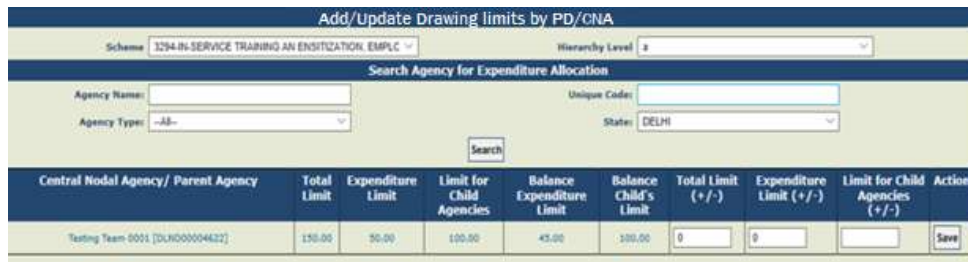 Add/Update Drawing limits by PD/CNA
Scheme 3294-IN-SERVICE TRAINING AN ENSITIZATION, EMPLC Hierarchy Level a
Search Agency for Expenditure Allocation
Agency Name: Unique Code:
Agency Type: --All-- State: DELHI
Search
Central Nodal Agency/ Parent Agency Total Limit Expenditure Limit Limit for Child Agencies Balance Expenditure Limit Balance Child's Limit Total Limit (+/-) Expenditure Limit (+/-) Limit for Child Agencies (+/-) Action
Testing Team-0001 [DLND00004622] 150.00 50.00 100.00 45.00 100.00 0 0 Save